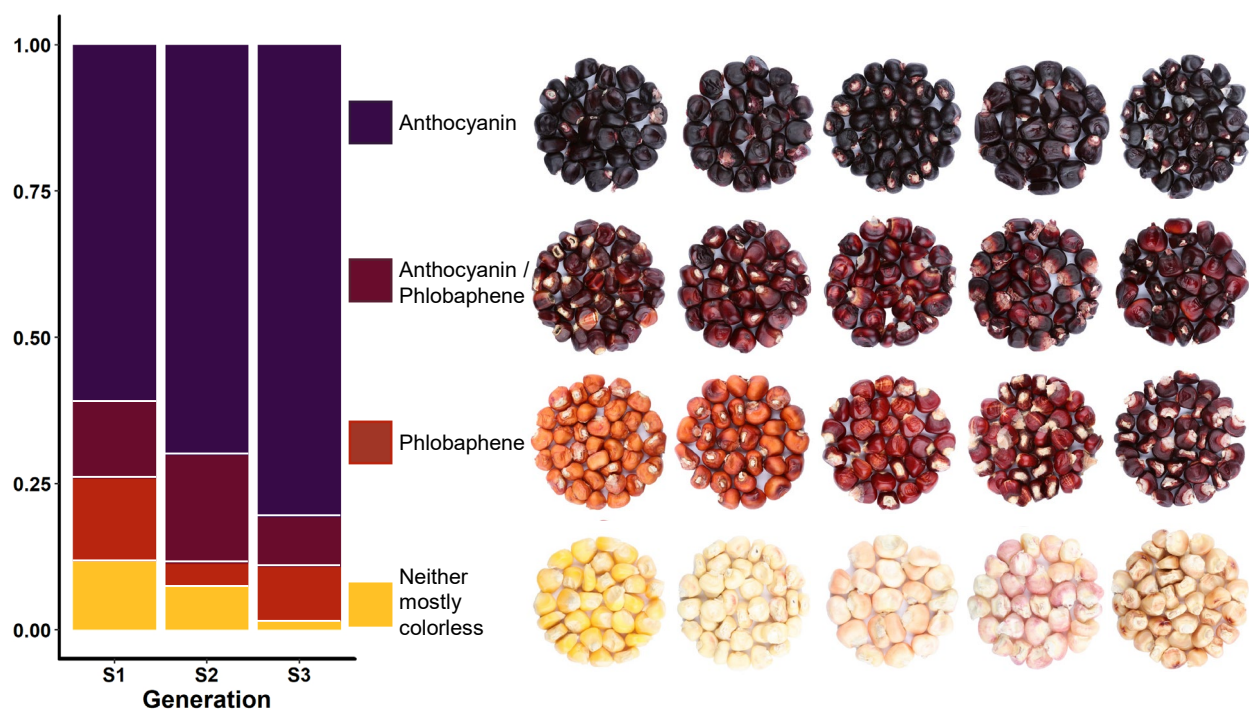 1.00
0.75
0.50
0.25
0.00
S1 S2 S3
Generation
Anthocyanin
Anthocyanin /
Phlobaphene
Phlobaphene
Neither
mostly
colorless